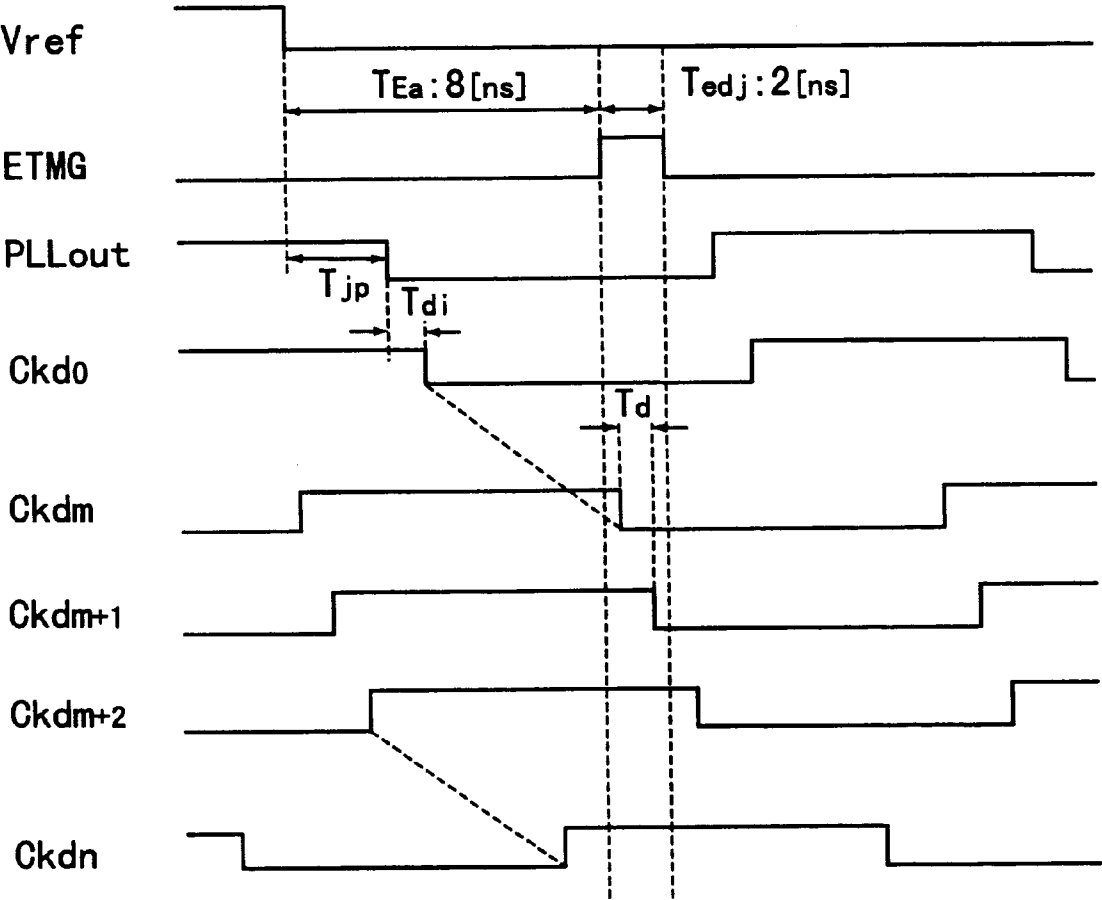 Vref
TEa:8[ns]
Tedj:2[ns]
ETMG
PLLout
Tjp
Tdi
Ckd0
Td
Ckdm
Ckdm+1
Ckdm+2
Ckdn